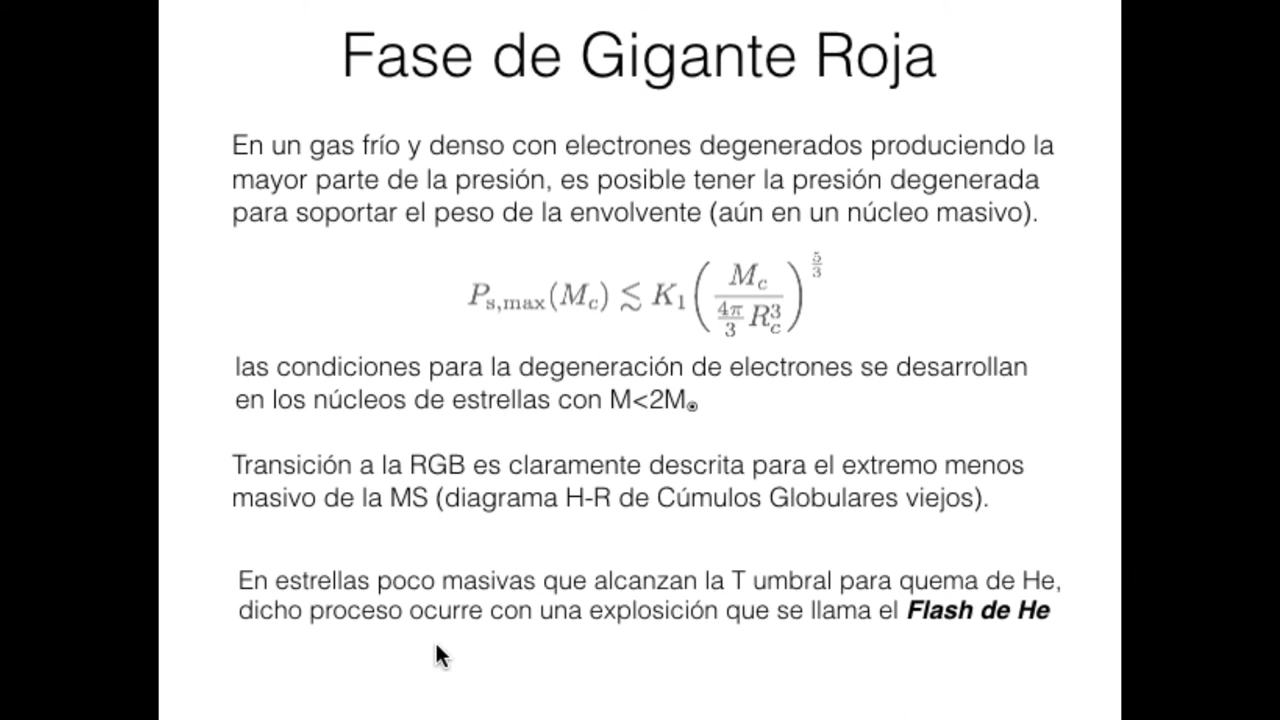 Fase de Gigante Roja
En un gas frío y denso con electrones degenerados produciendo la
mayor parte de la presión, es posible tener la presión degenerada
para soportar el peso de la envolvente (aún en un núcleo masivo).
P_{s,max}(M_c) ≲ K_1 (M_c / (4π/3 R_c^3))^{5/3}
las condiciones para la degeneración de electrones se desarrollan
en los núcleos de estrellas con M<2M⊙
Transición a la RGB es claramente descrita para el extremo menos
masivo de la MS (diagrama H-R de Cúmulos Globulares viejos).
En estrellas poco masivas que alcanzan la T umbral para quema de He,
dicho proceso ocurre con una explosición que se llama el Flash de He